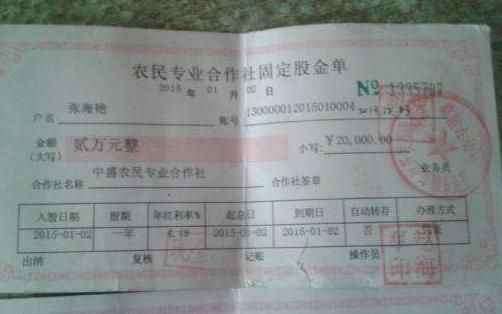 农民专业合作社固定股金单
2015 年 01 月 02 日 № 1395797
户名 张海艳 账号 130000012015010004
金额(大写) 贰万元整 小写: ¥20,000.00
中盛农民专业合作社 业务员
合作社名称 合作社签章
入股日期 股期 年红利率% 起息日 到期日 自动转存 办理方式
2015-01-02 一年 2015-01-02 2016-01-02 否
出纳 复核 记账 操作员